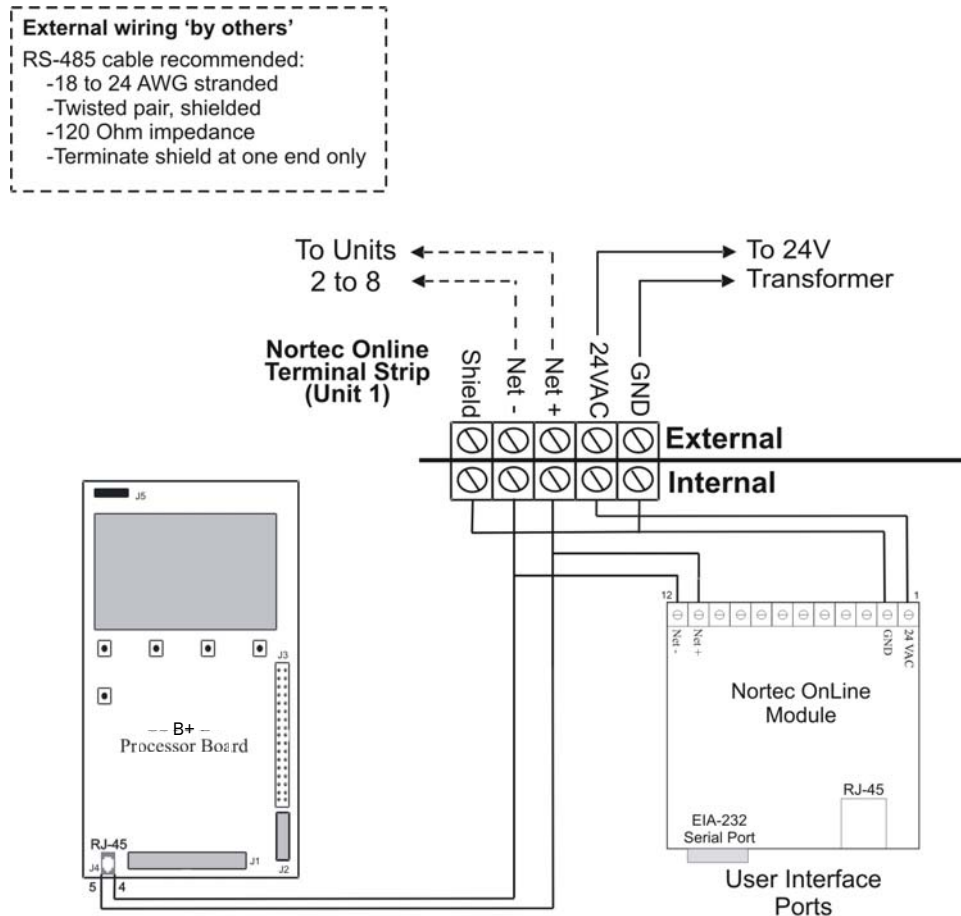 External wiring ‘by others’
RS-485 cable recommended:
-18 to 24 AWG stranded
-Twisted pair, shielded
-120 Ohm impedance
-Terminate shield at one end only
To Units
2 to 8
To 24V
Transformer
Nortec Online
Terminal Strip
(Unit 1)
Shield
Net -
Net +
24VAC
GND
External
Internal
J5
J3
B+
Processor Board
RJ-45
J4
J1
J2
5
4
12
1
Net -
Net +
GND
24 VAC
Nortec OnLine
Module
RJ-45
EIA-232
Serial Port
User Interface
Ports